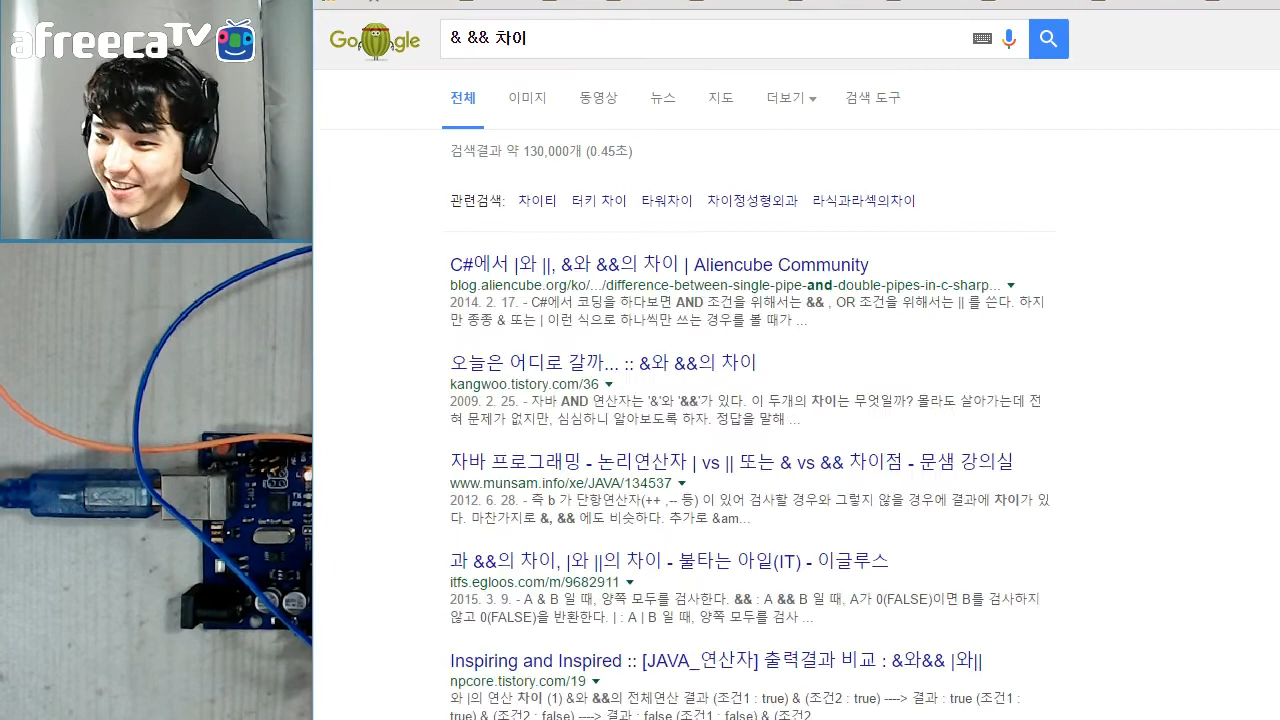 afreecaTV
Google
& && 차이
전체 이미지 동영상 뉴스 지도 더보기 검색 도구
검색결과 약 130,000개 (0.45초)
관련검색: 차이티 터키 차이 타워차이 차이정성형외과 라식과라섹의차이
C#에서 |와 ||, &와 &&의 차이 | Aliencube Community
blog.aliencube.org/ko/.../difference-between-single-pipe-and-double-pipes-in-c-sharp...
2014. 2. 17. - C#에서 코딩을 하다보면 AND 조건을 위해서는 && , OR 조건을 위해서는 || 를 쓴다. 하지
만 종종 & 또는 | 이런 식으로 하나씩만 쓰는 경우를 볼 때가 ...
오늘은 어디로 갈까... :: &와 &&의 차이
kangwoo.tistory.com/36
2009. 2. 25. - 자바 AND 연산자는 '&'와 '&&'가 있다. 이 두개의 차이는 무엇일까? 몰라도 살아가는데 전
혀 문제가 없지만, 심심하니 알아보도록 하자. 정답을 말해 ...
자바 프로그래밍 - 논리연산자 | vs || 또는 & vs && 차이점 - 문샘 강의실
www.munsam.info/xe/JAVA/134537
2012. 6. 28. - 즉 b 가 단항연산자(++ ,-- 등) 이 있어 검사할 경우와 그렇지 않을 경우에 결과에 차이가 있
다. 마찬가지로 &, && 에도 비슷하다. 추가로 &am...
과 &&의 차이, |와 ||의 차이 - 불타는 아잍(IT) - 이글루스
itfs.egloos.com/m/9682911
2015. 3. 9. - A & B 일 때, 양쪽 모두를 검사한다. && : A && B 일 때, A가 0(FALSE)이면 B를 검사하지
않고 0(FALSE)을 반환한다. | : A | B 일 때, 양쪽 모두를 검사 ...
Inspiring and Inspired :: [JAVA_연산자] 출력결과 비교 : &와&& |와||
npcore.tistory.com/19
와 |의 연산 차이 (1) &와 &&의 전체연산 결과 (조건1 : true) & (조건2 : true) ----> 결과 : true (조건1 :
true) & (조건2 : false) ----> 결과 : false (조건1 : false) & (조건2